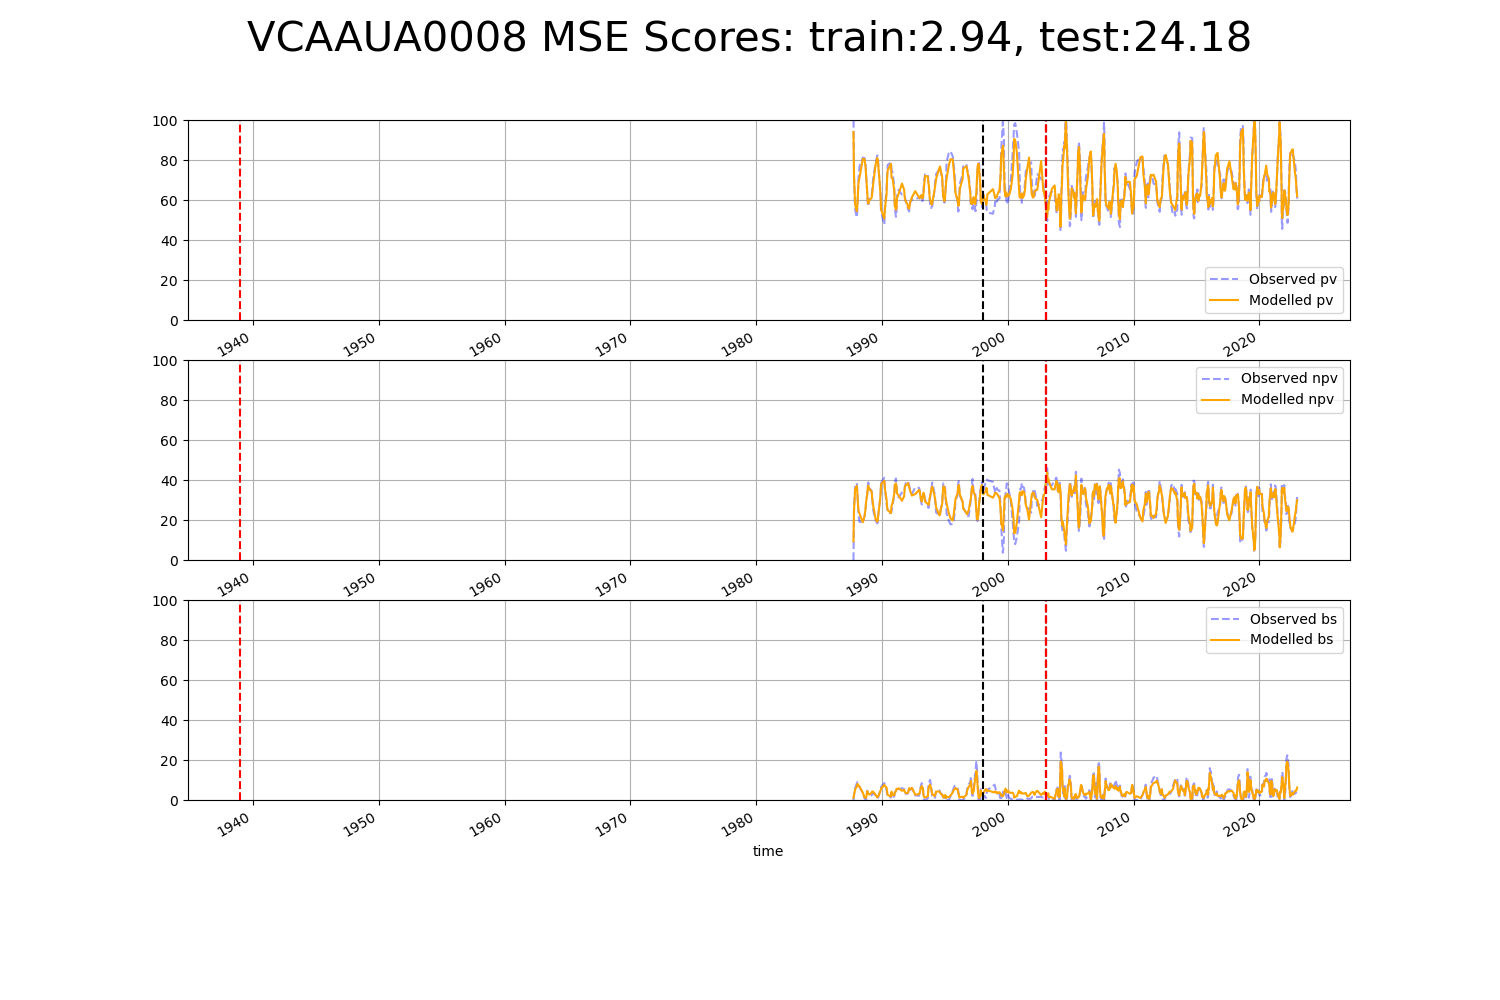 VCAAUA0008 MSE Scores: train:2.94, test:24.18
100
80
60
40
20
0
Observed pv
Modelled pv
1940 1950 1960 1970 1980 1990 2000 2010 2020
100
80
60
40
20
0
Observed npv
Modelled npv
1940 1950 1960 1970 1980 1990 2000 2010 2020
100
80
60
40
20
0
Observed bs
Modelled bs
1940 1950 1960 1970 1980 1990 2000 2010 2020
time